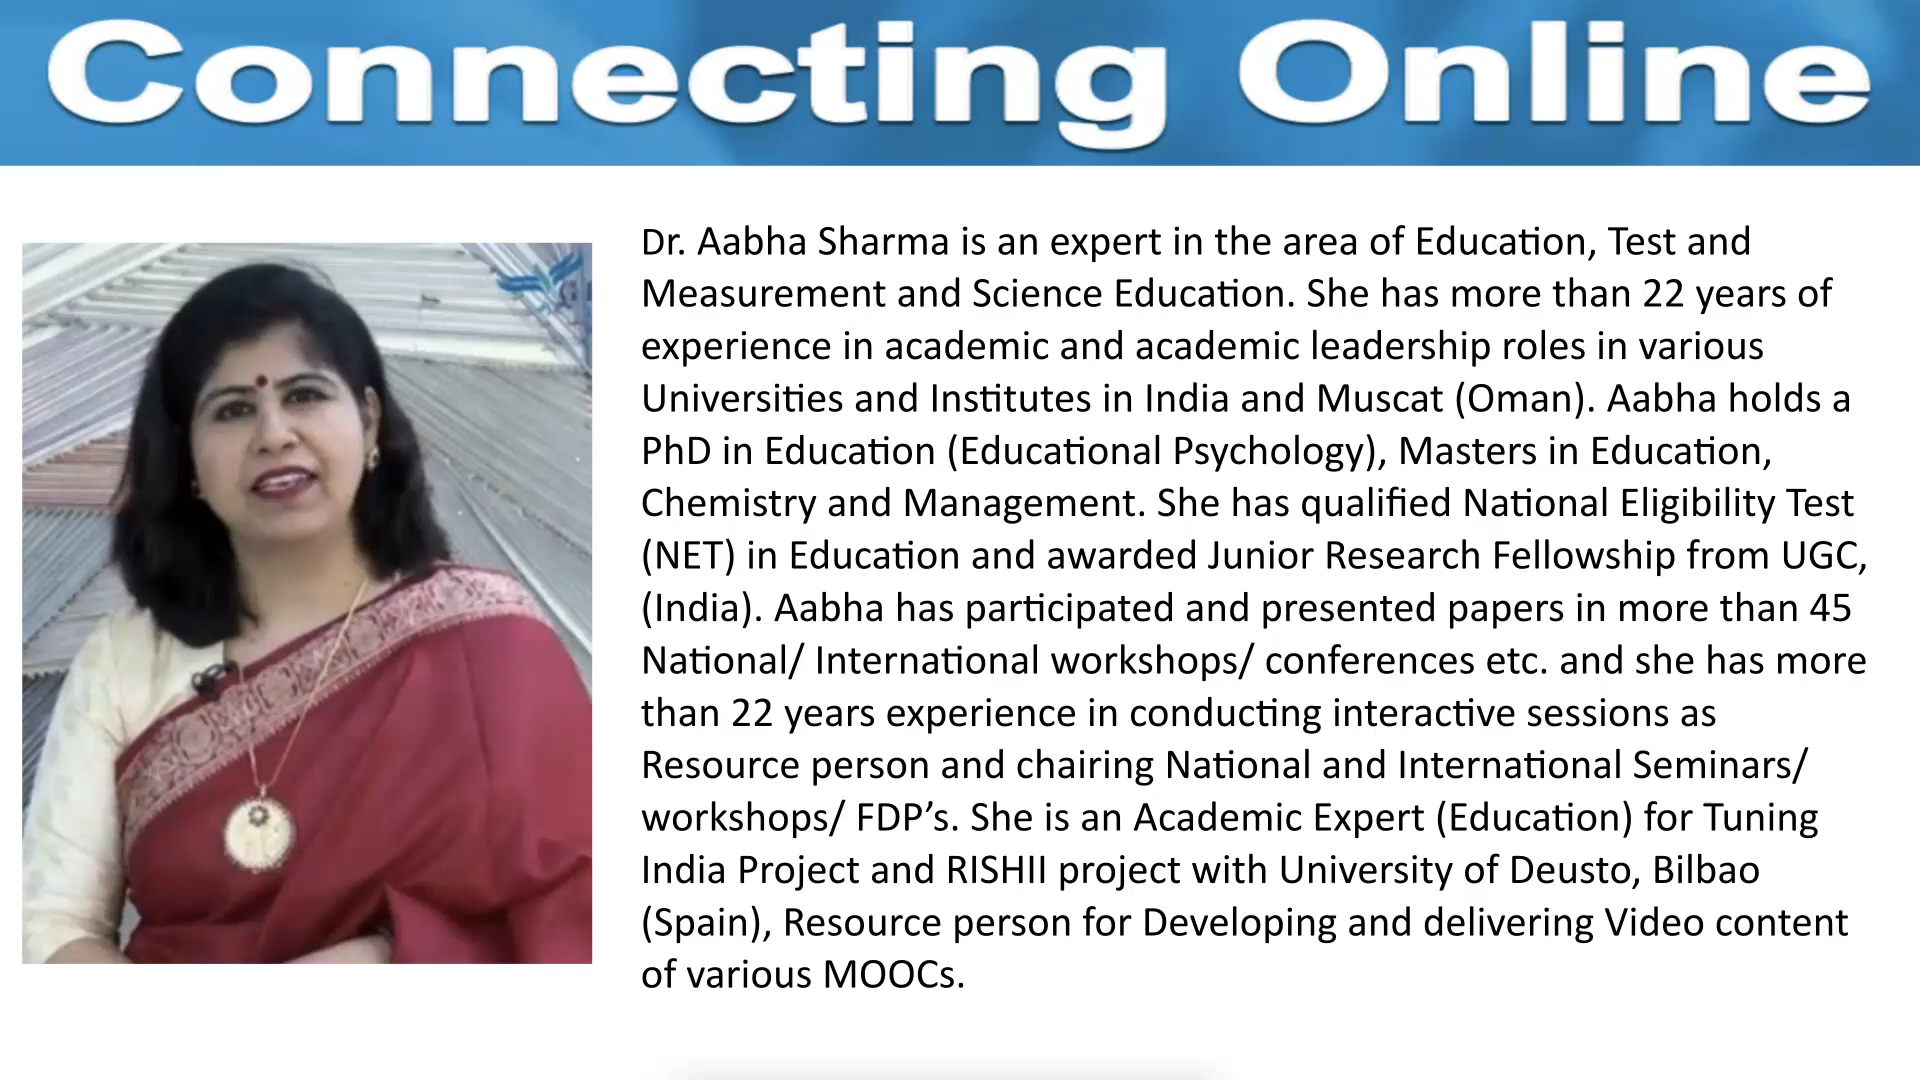 Connecting Online
Dr. Aabha Sharma is an expert in the area of Education, Test and
Measurement and Science Education. She has more than 22 years of
experience in academic and academic leadership roles in various
Universities and Institutes in India and Muscat (Oman). Aabha holds a
PhD in Education (Educational Psychology), Masters in Education,
Chemistry and Management. She has qualified National Eligibility Test
(NET) in Education and awarded Junior Research Fellowship from UGC,
(India). Aabha has participated and presented papers in more than 45
National/ International workshops/ conferences etc. and she has more
than 22 years experience in conducting interactive sessions as
Resource person and chairing National and International Seminars/
workshops/ FDP’s. She is an Academic Expert (Education) for Tuning
India Project and RISHII project with University of Deusto, Bilbao
(Spain), Resource person for Developing and delivering Video content
of various MOOCs.